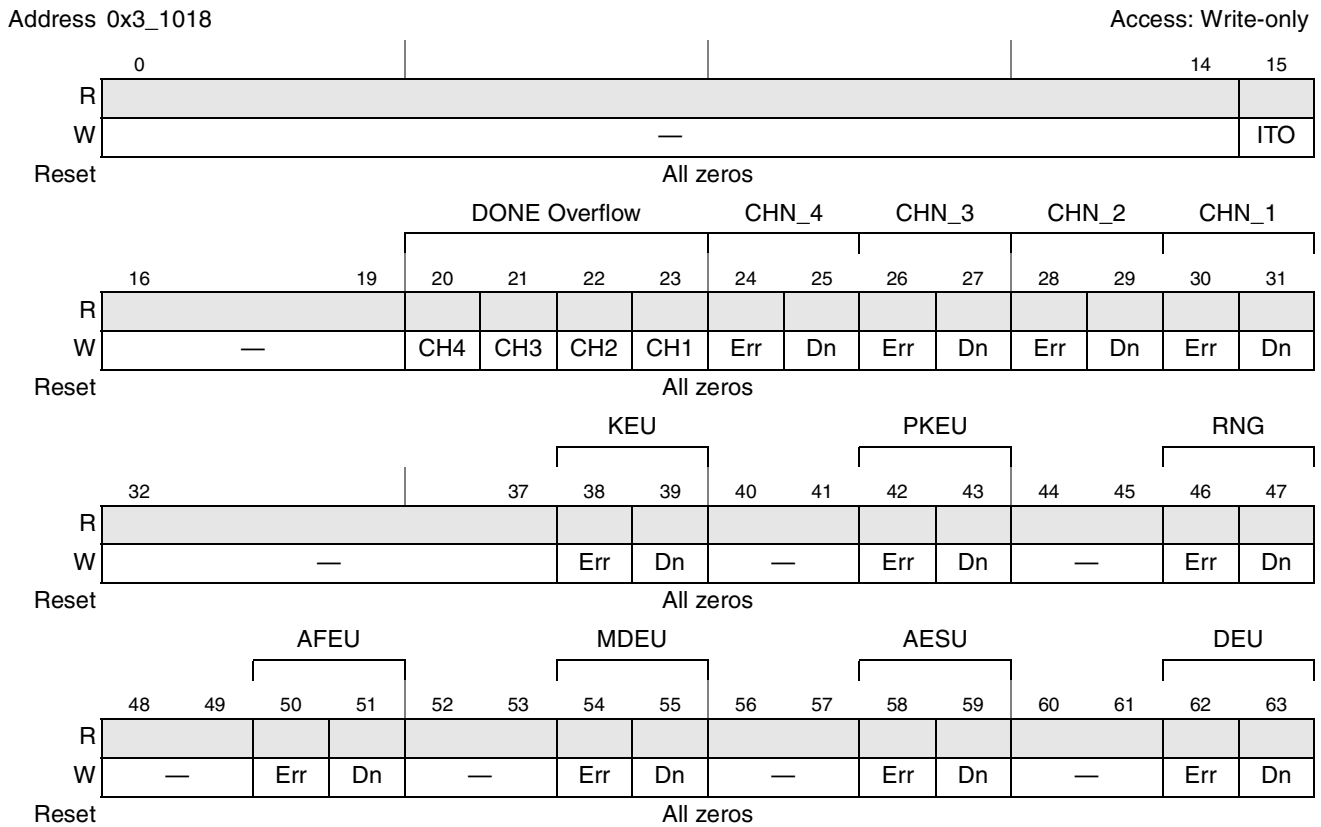 Address 0x3_1018 Access: Write-only
0 14 15
R
W — ITO
Reset All zeros
DONE Overflow CHN_4 CHN_3 CHN_2 CHN_1
16 19 20 21 22 23 24 25 26 27 28 29 30 31
R
W — CH4 CH3 CH2 CH1 Err Dn Err Dn Err Dn Err Dn
Reset All zeros
KEU PKEU RNG
32 37 38 39 40 41 42 43 44 45 46 47
R
W — Err Dn — Err Dn — Err Dn
Reset All zeros
AFEU MDEU AESU DEU
48 49 50 51 52 53 54 55 56 57 58 59 60 61 62 63
R
W — Err Dn — Err Dn — Err Dn — Err Dn
Reset All zeros